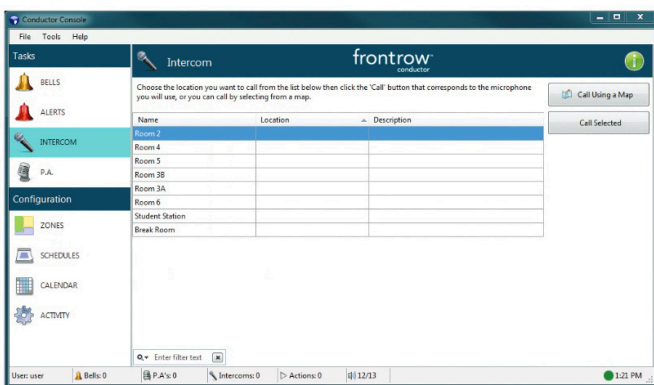 Conductor Console
File Tools Help
Tasks
Intercom
frontrow
conductor
BELLS
ALERTS
INTERCOM
P.A.
Configuration
ZONES
SCHEDULES
CALENDAR
ACTIVITY
Choose the location you want to call from the list below then click the 'Call' button that corresponds to the microphone
you will use, or you can call by selecting from a map.
Call Using a Map
Call Selected
Name Location Description
Room 2
Room 4
Room 5
Room 3B
Room 3A
Room 6
Student Station
Break Room
Enter filter text
User: user Bells: 0 P.A's: 0 Intercoms: 0 Actions: 0 12/13 1:21 PM